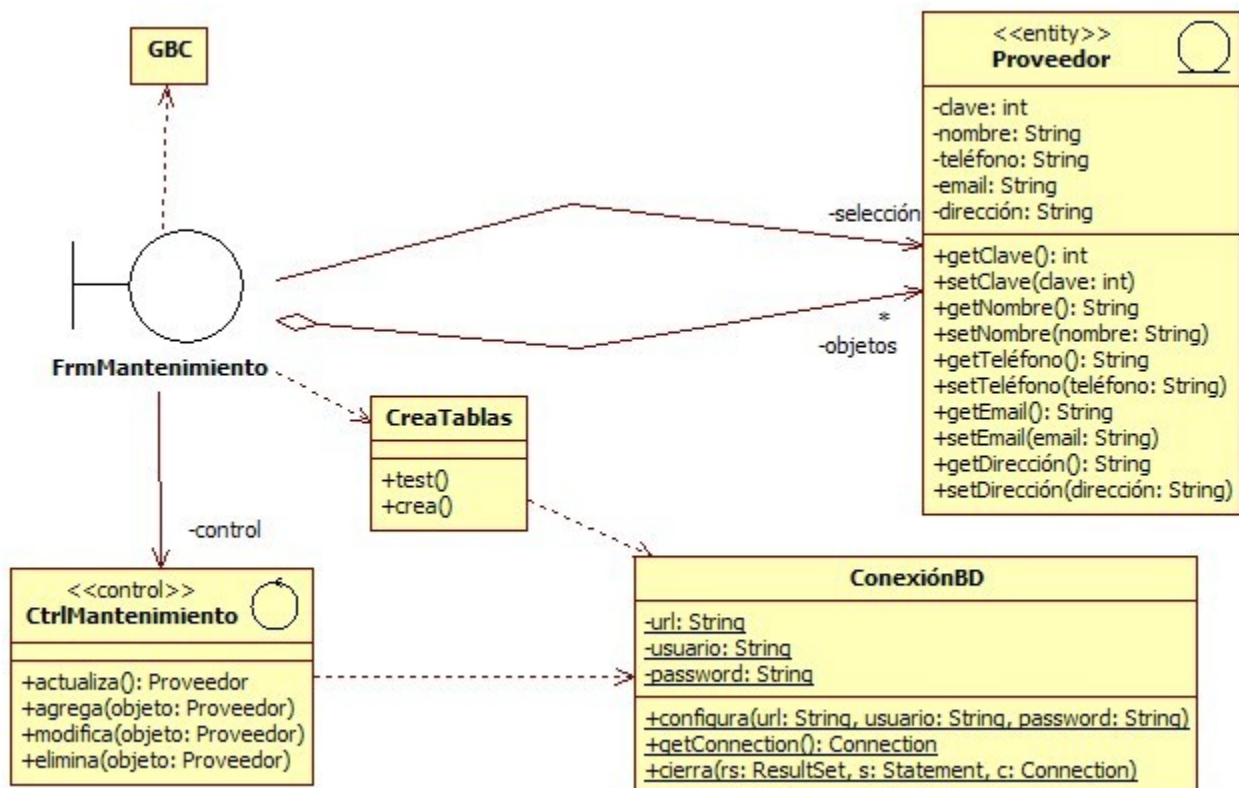 GBC
<<entity>>
Proveedor
-clave: int
-nombre: String
-teléfono: String
-email: String
-dirección: String
+getClave(): int
+setClave(clave: int)
+getNombre(): String
+setNombre(nombre: String)
+getTeléfono(): String
+setTeléfono(teléfono: String)
+getEmail(): String
+setEmail(email: String)
+getDirección(): String
+setDirección(dirección: String)
-selección
*
-objetos
FrmMantenimiento
CreaTablas
+test()
+crea()
-control
<<control>>
CtrlMantenimiento
+actualiza(): Proveedor
+agrega(objeto: Proveedor)
+modifica(objeto: Proveedor)
+elimina(objeto: Proveedor)
ConexiónBD
-url: String
-usuario: String
-password: String
+configura(url: String, usuario: String, password: String)
+getConnection(): Connection
+cierra(rs: ResultSet, s: Statement, c: Connection)